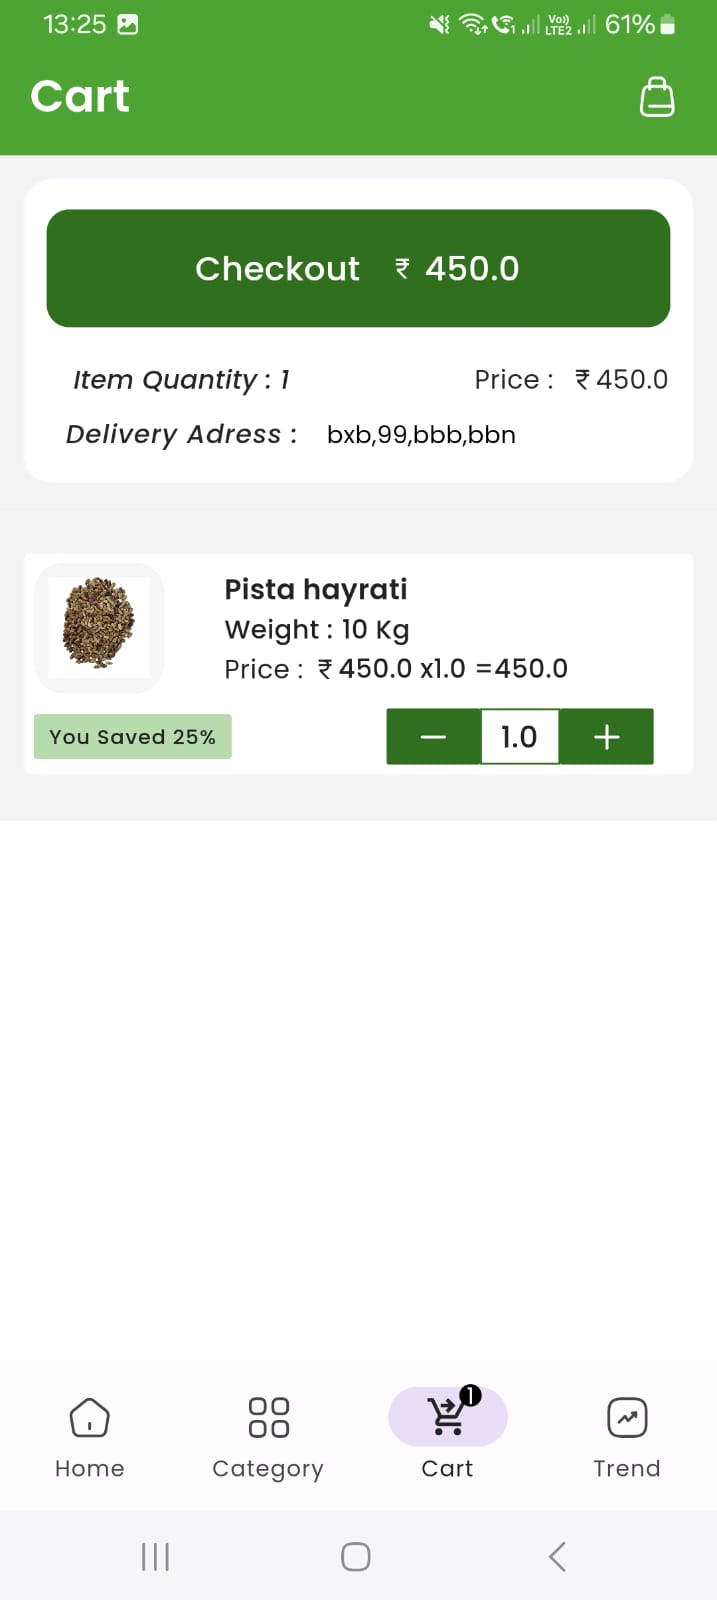 13:25 Vo)) LTE2 61%
Cart
Checkout ₹ 450.0
Item Quantity : 1 Price : ₹ 450.0
Delivery Adress : bxb,99,bbb,bbn
Pista hayrati
Weight : 10 Kg
Price : ₹ 450.0 x1.0 =450.0
You Saved 25% − 1.0 +
1
Home Category Cart Trend